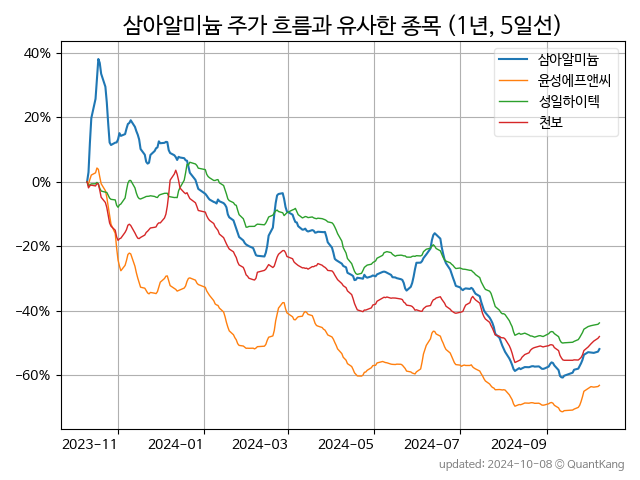 삼아알미늄 주가 흐름과 유사한 종목 (1년, 5일선)
40%
20%
0%
−20%
−40%
−60%
삼아알미늄
윤성에프앤씨
성일하이텍
천보
2023−11
2024−01
2024−03
2024−05
2024−07
2024−09
updated: 2024-10-08 © QuantKang